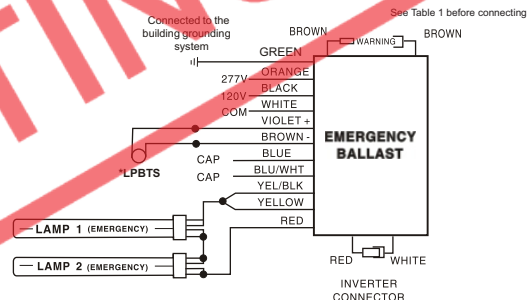 See Table 1 before connecting
Connected to the
building grounding
system
BROWN
WARNING
BROWN
GREEN
ORANGE
277V
BLACK
120V
WHITE
COM
VIOLET +
BROWN -
BLUE
CAP
BLU/WHT
CAP
YEL/BLK
YELLOW
RED
EMERGENCY
BALLAST
*LPBTS
LAMP 1 (EMERGENCY)
LAMP 2 (EMERGENCY)
RED
WHITE
INVERTER
CONNECTOR
TING